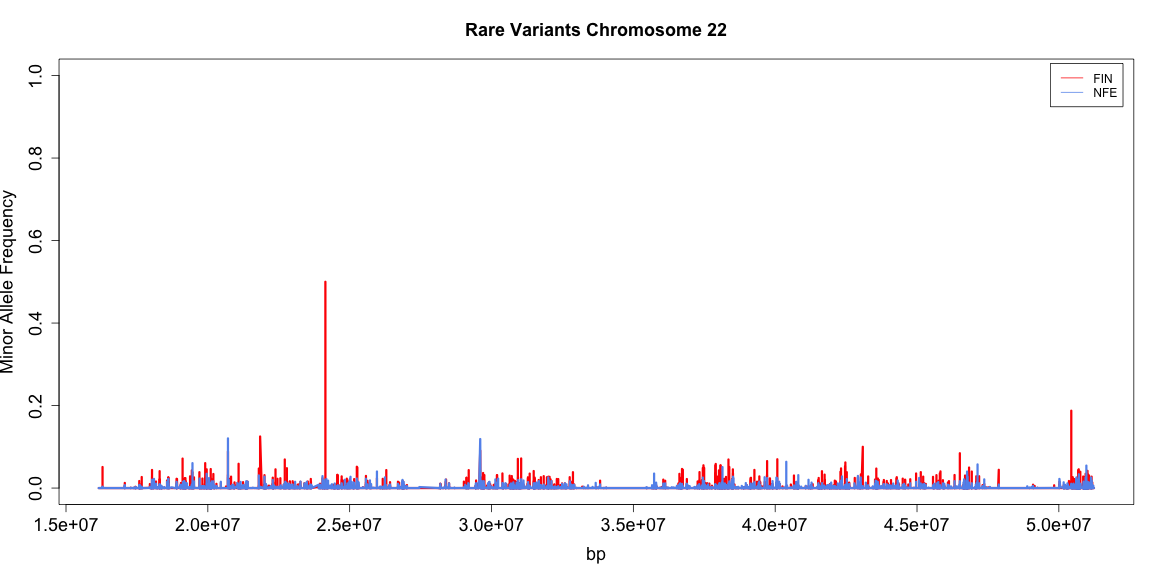 Rare Variants Chromosome 22
FIN
NFE
Minor Allele Frequency
1.0
0.8
0.6
0.4
0.2
0.0
1.5e+07 2.0e+07 2.5e+07 3.0e+07 3.5e+07 4.0e+07 4.5e+07 5.0e+07
bp